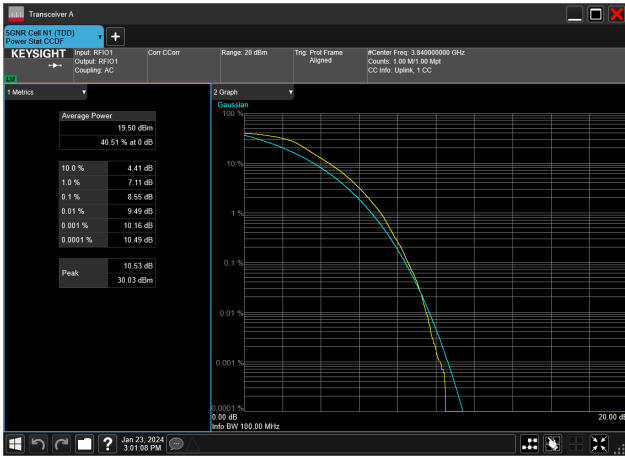 Transceiver A
5GNR Cell N1 (TDD)
Power Stat CCDF
KEYSIGHT
Input: RFIO1
Output: RFIO1
Coupling: AC
Corr CCorr
Range: 20 dBm
Trig: Prot Frame
Aligned
#Center Freq: 3.840000000 GHz
Counts: 1.00 M/1.00 Mpt
CC Info: Uplink, 1 CC
1 Metrics
Average Power
19.50 dBm
40.51 % at 0 dB
10.0 % 4.41 dB
1.0 % 7.11 dB
0.1 % 8.55 dB
0.01 % 9.49 dB
0.001 % 10.16 dB
0.0001 % 10.49 dB
Peak
10.53 dB
30.03 dBm
2 Graph
Gaussian
100 %
10 %
1 %
0.1 %
0.01 %
0.001 %
0.0001 %
0.00 dB
20.00 dB
Info BW 100.00 MHz
Jan 23, 2024
3:01:08 PM